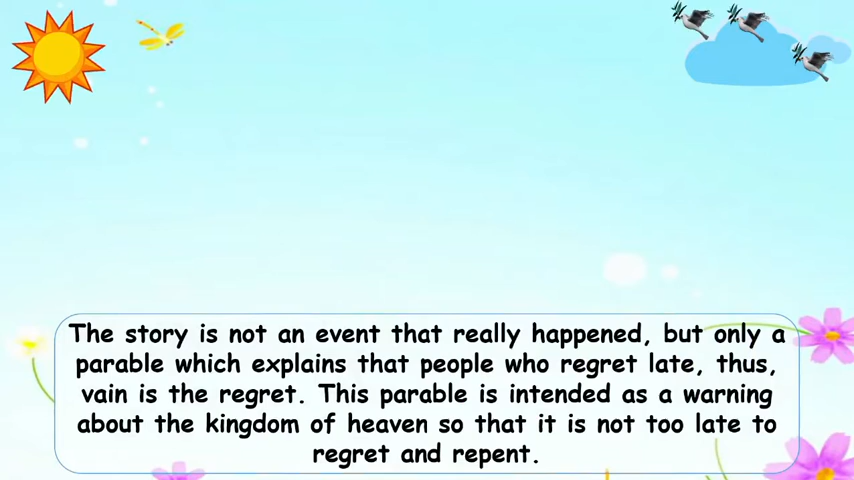 The story is not an event that really happened, but only a
parable which explains that people who regret late, thus,
vain is the regret. This parable is intended as a warning
about the kingdom of heaven so that it is not too late to
regret and repent.